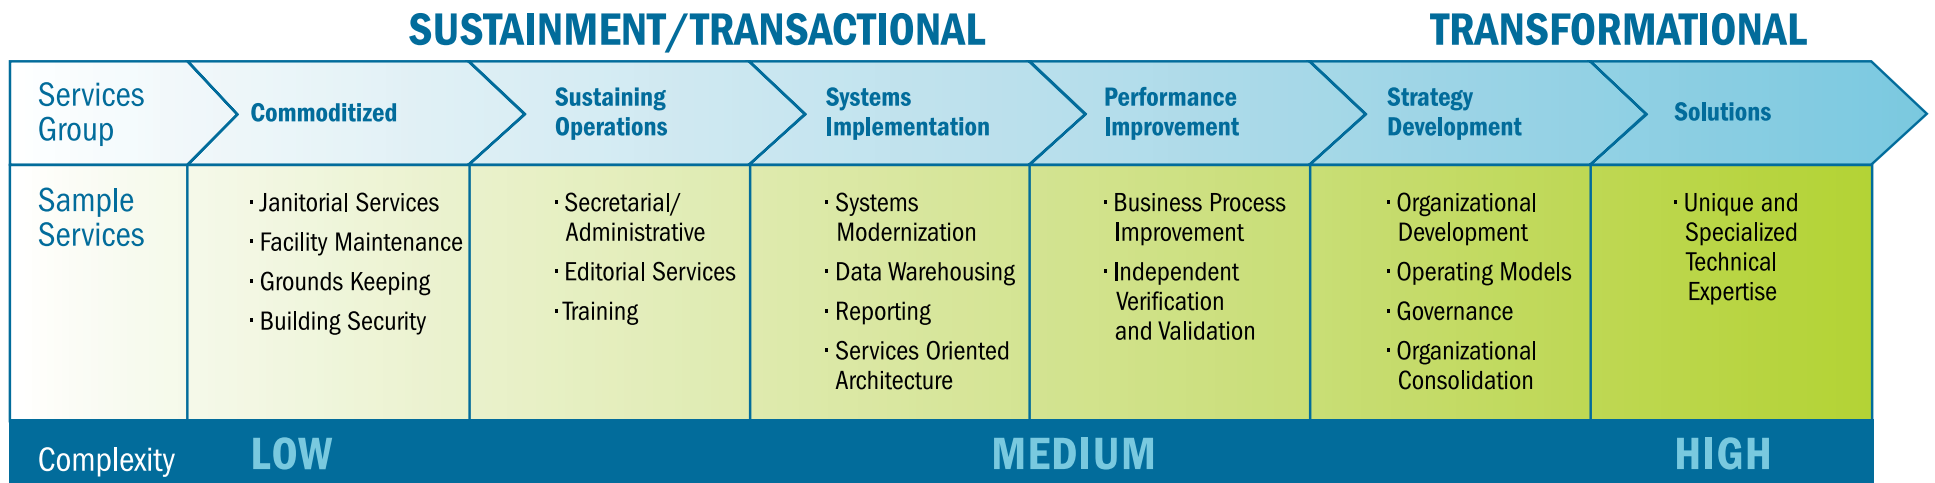 SUSTAINMENT/TRANSACTIONAL
TRANSFORMATIONAL
Services
Group
Commoditized
Sustaining
Operations
Systems
Implementation
Performance
Improvement
Strategy
Development
Solutions
Sample
Services
· Janitorial Services
· Facility Maintenance
· Grounds Keeping
· Building Security
· Secretarial/
Administrative
· Editorial Services
· Training
· Systems
Modernization
· Data Warehousing
· Reporting
· Services Oriented
Architecture
· Business Process
Improvement
· Independent
Verification
and Validation
· Organizational
Development
· Operating Models
· Governance
· Organizational
Consolidation
· Unique and
Specialized
Technical
Expertise
Complexity
LOW
MEDIUM
HIGH